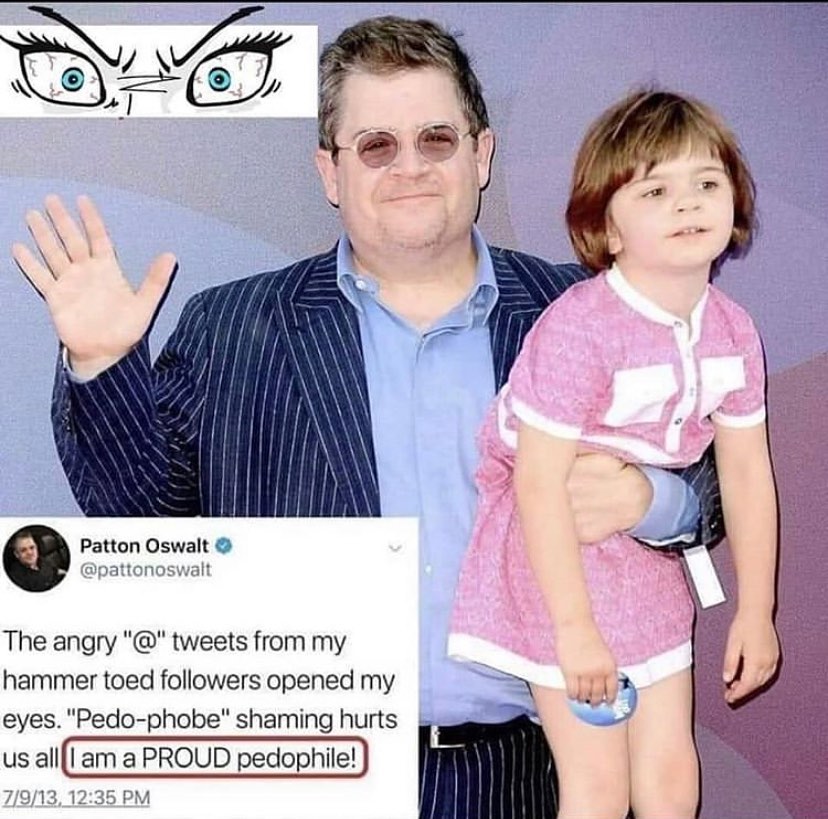 Patton Oswalt
@pattonoswalt
The angry "@" tweets from my
hammer toed followers opened my
eyes. "Pedo-phobe" shaming hurts
us all I am a PROUD pedophile!
7/9/13, 12:35 PM